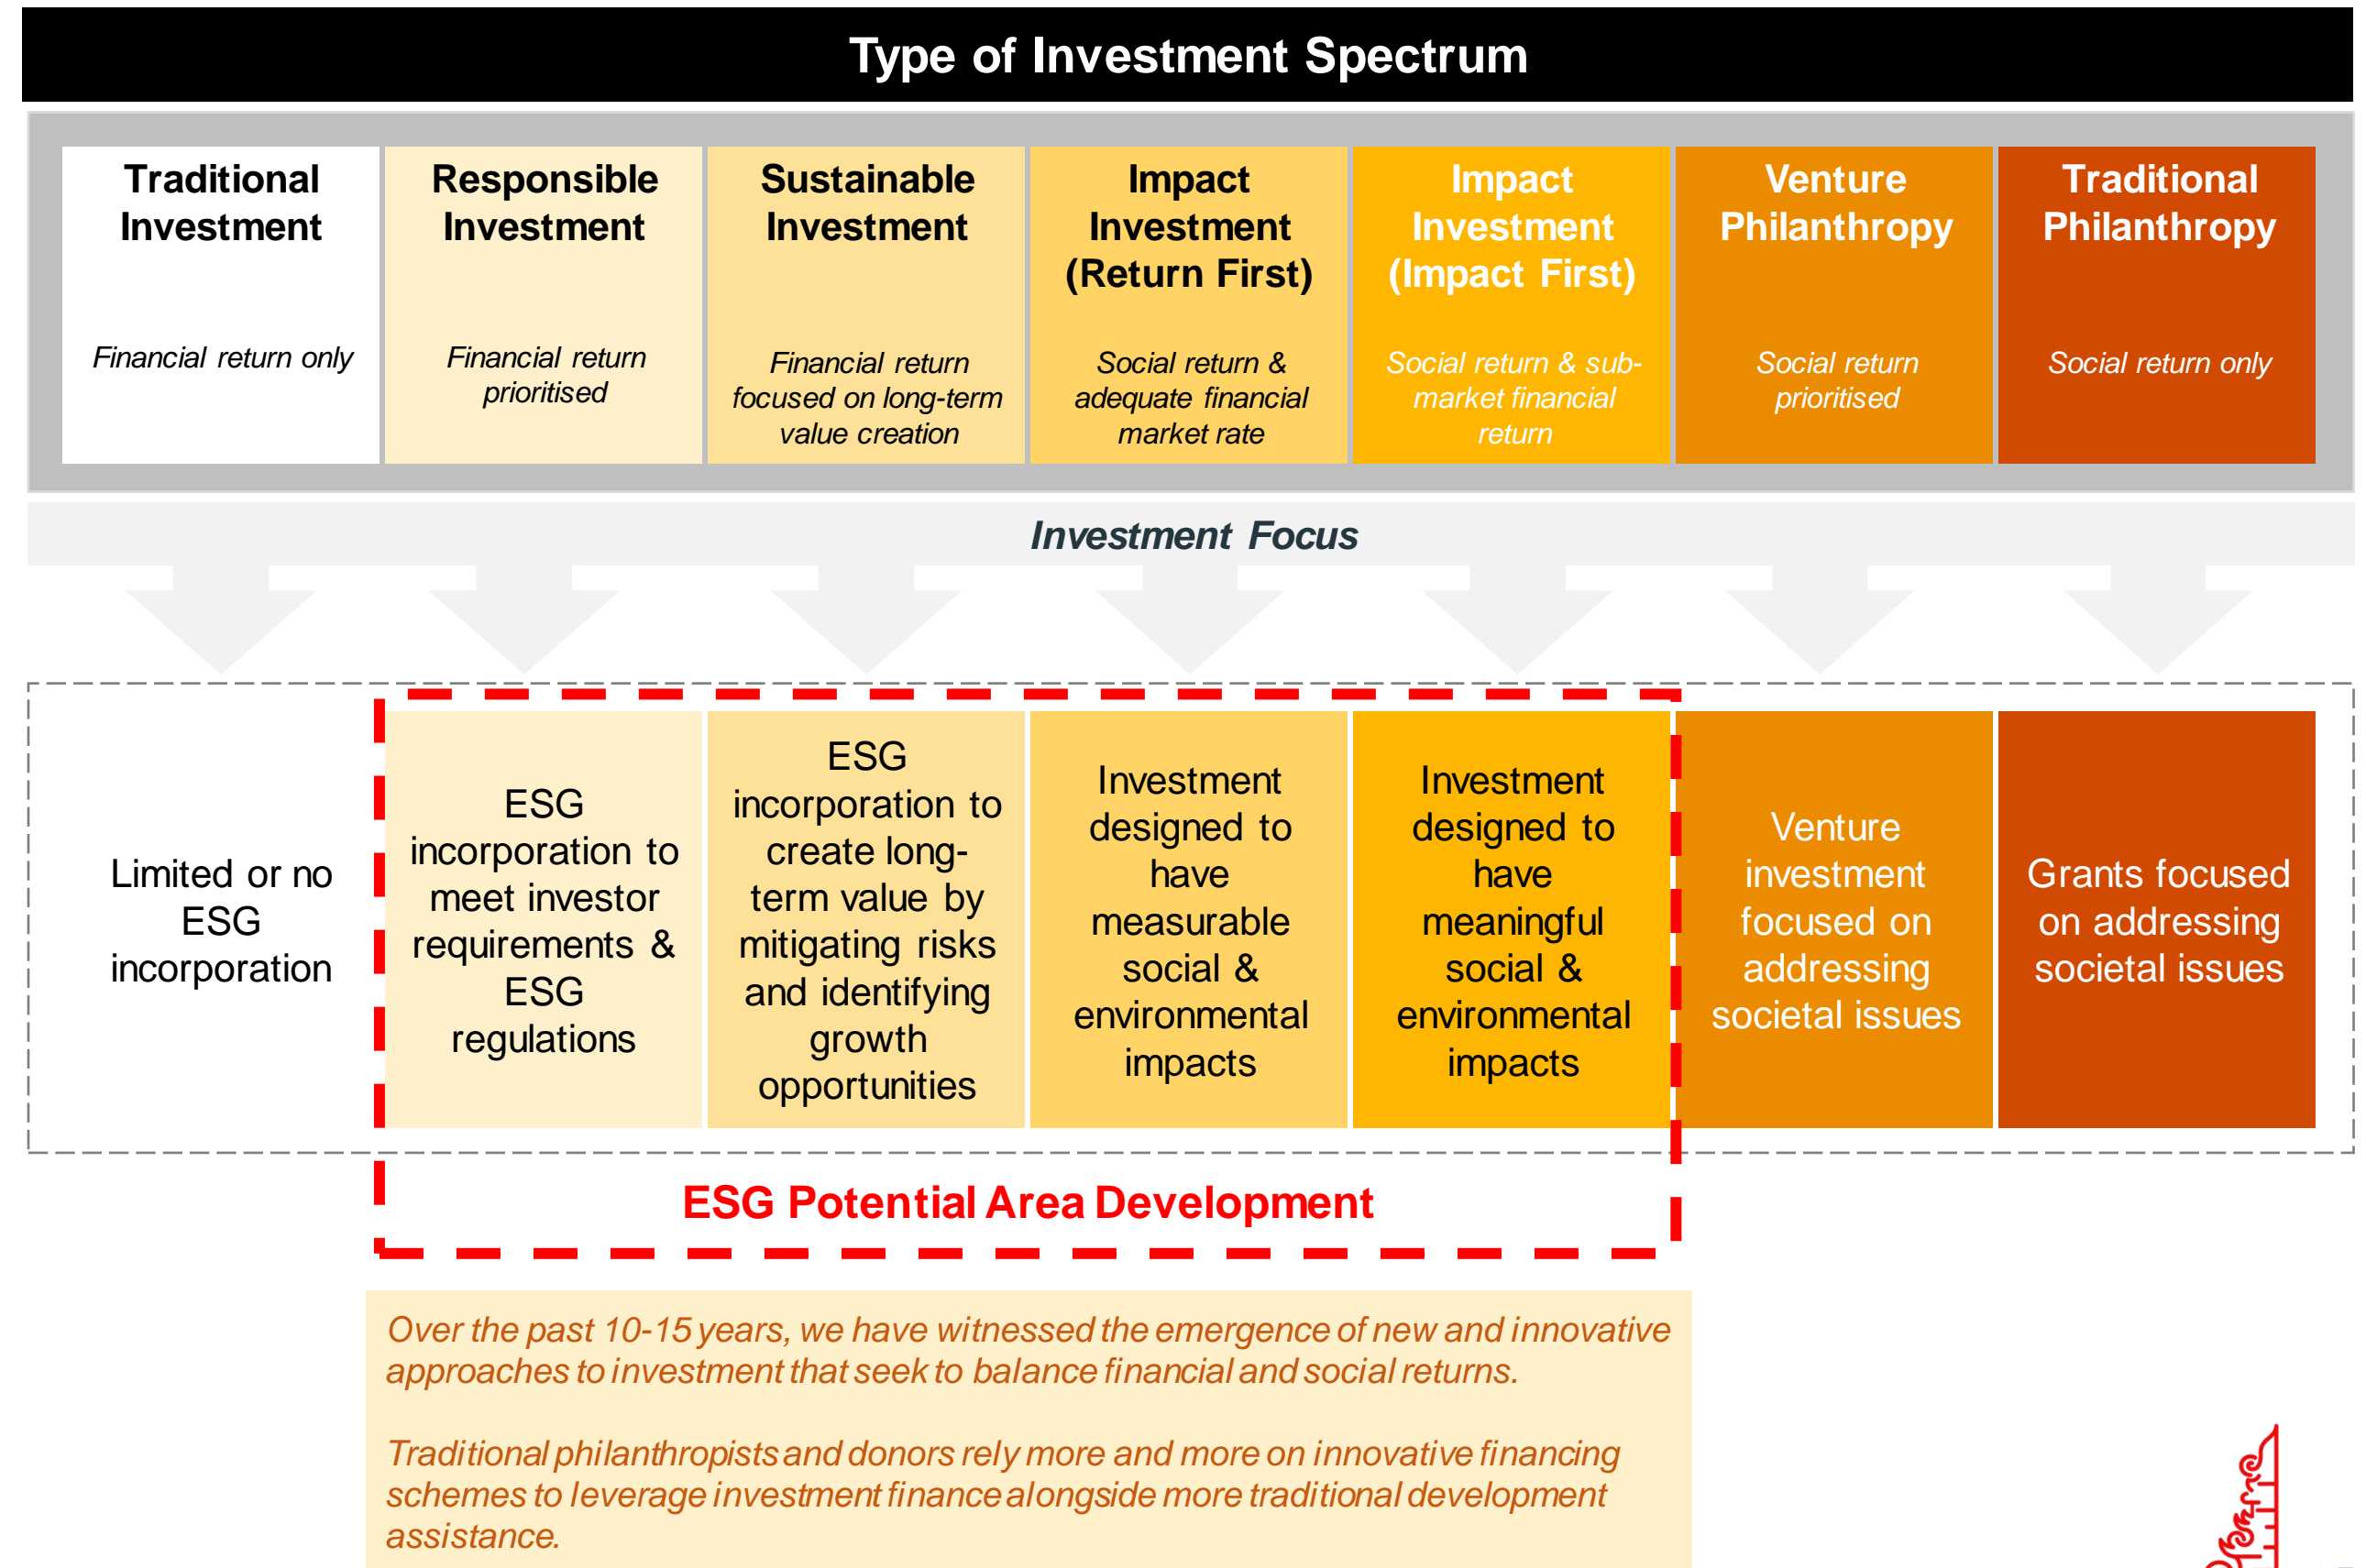 Type of Investment Spectrum
Traditional
Investment
Financial return only
Responsible
Investment
Financial return
prioritised
Sustainable
Investment
Financial return
focused on long-term
value creation
Impact
Investment
(Return First)
Social return &
adequate financial
market rate
Impact
Investment
(Impact First)
Social return & sub-
market financial
return
Venture
Philanthropy
Social return
prioritised
Traditional
Philanthropy
Social return only
Investment Focus
Limited or no
ESG
incorporation
ESG
incorporation to
meet investor
requirements &
ESG
regulations
ESG
incorporation to
create long-
term value by
mitigating risks
and identifying
growth
opportunities
Investment
designed to
have
measurable
social &
environmental
impacts
Investment
designed to
have
meaningful
social &
environmental
impacts
Venture
investment
focused on
addressing
societal issues
Grants focused
on addressing
societal issues
ESG Potential Area Development
Over the past 10-15 years, we have witnessed the emergence of new and innovative
approaches to investment that seek to balance financial and social returns.
Traditional philanthropists and donors rely more and more on innovative financing
schemes to leverage investment finance alongside more traditional development
assistance.